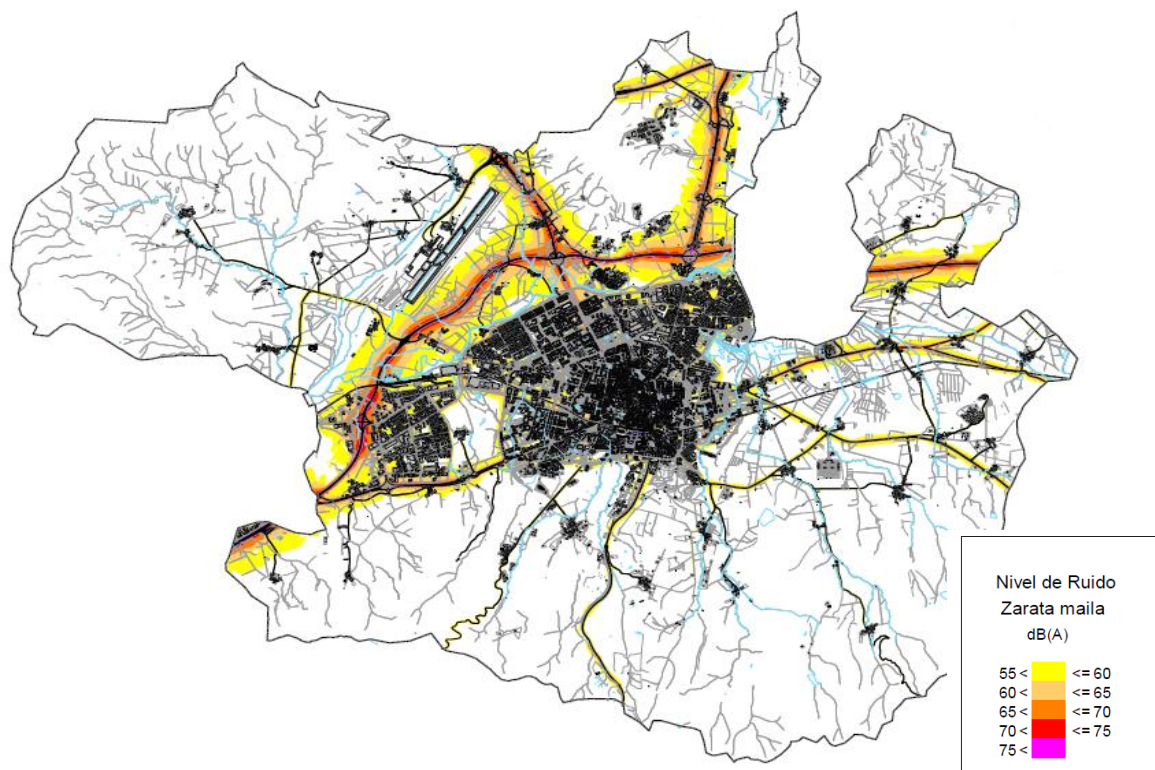 Nivel de Ruido
Zarata maila
dB(A)
55 < <= 60
60 < <= 65
65 < <= 70
70 < <= 75
75 <